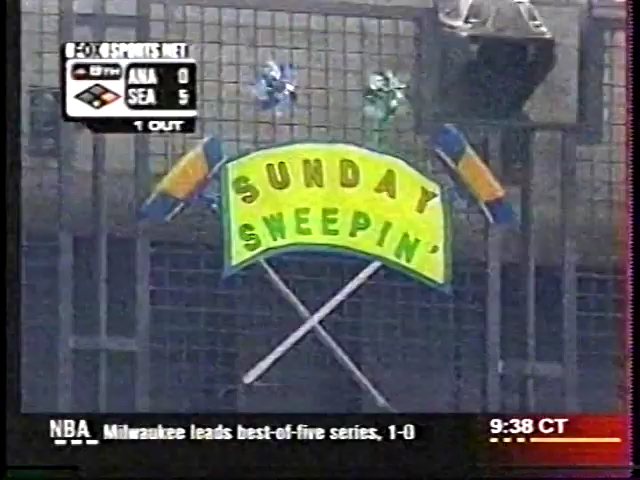 FOX SPORTS NET
8TH
ANA 0
SEA 5
1 OUT
SUNDAY
SWEEPIN'
NBA Milwaukee leads best-of-five series, 1-0
9:38 CT